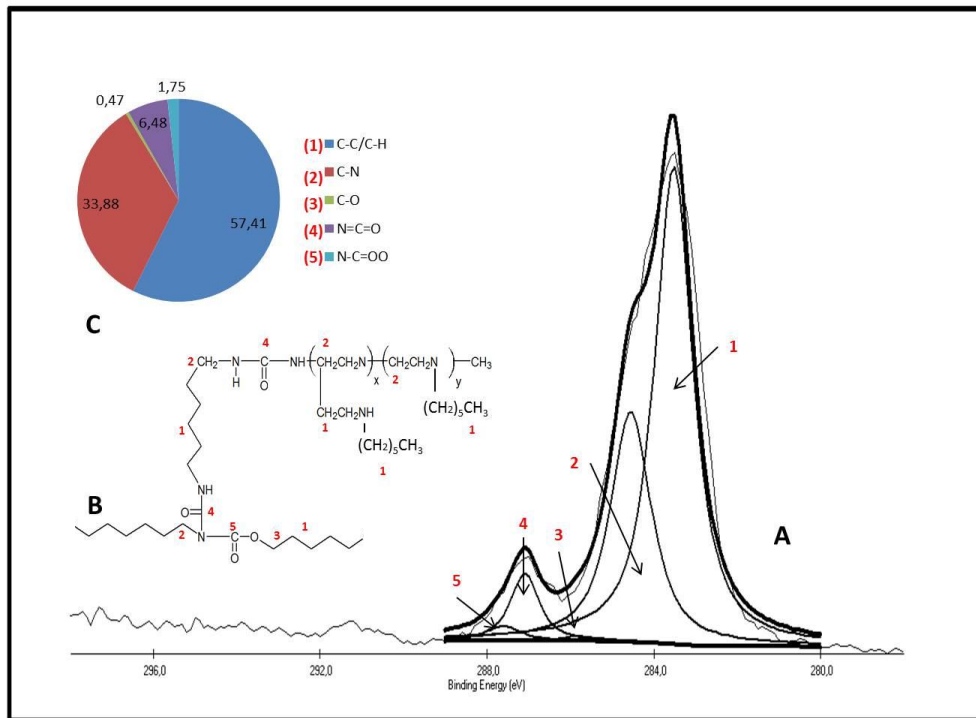 1,75
0,47
6,48
33,88
57,41
(1) C-C/C-H
(2) C-N
(3) C-O
(4) N=C=O
(5) N-C=OO
C
4 2
2 CH₂-NH-C-NH-(CH₂CH₂N)x-(CH₂CH₂N)y-CH₃
H O 2
(CH₂)₅CH₃
CH₂CH₂NH
1 1
(CH₂)₅CH₃
1
1
NH
O=C 4
B
5 1
2 N-C-O 3
O
1
2
4
3
5
A
296,0 292,0 288,0 284,0 280,0
Binding Energy (eV)